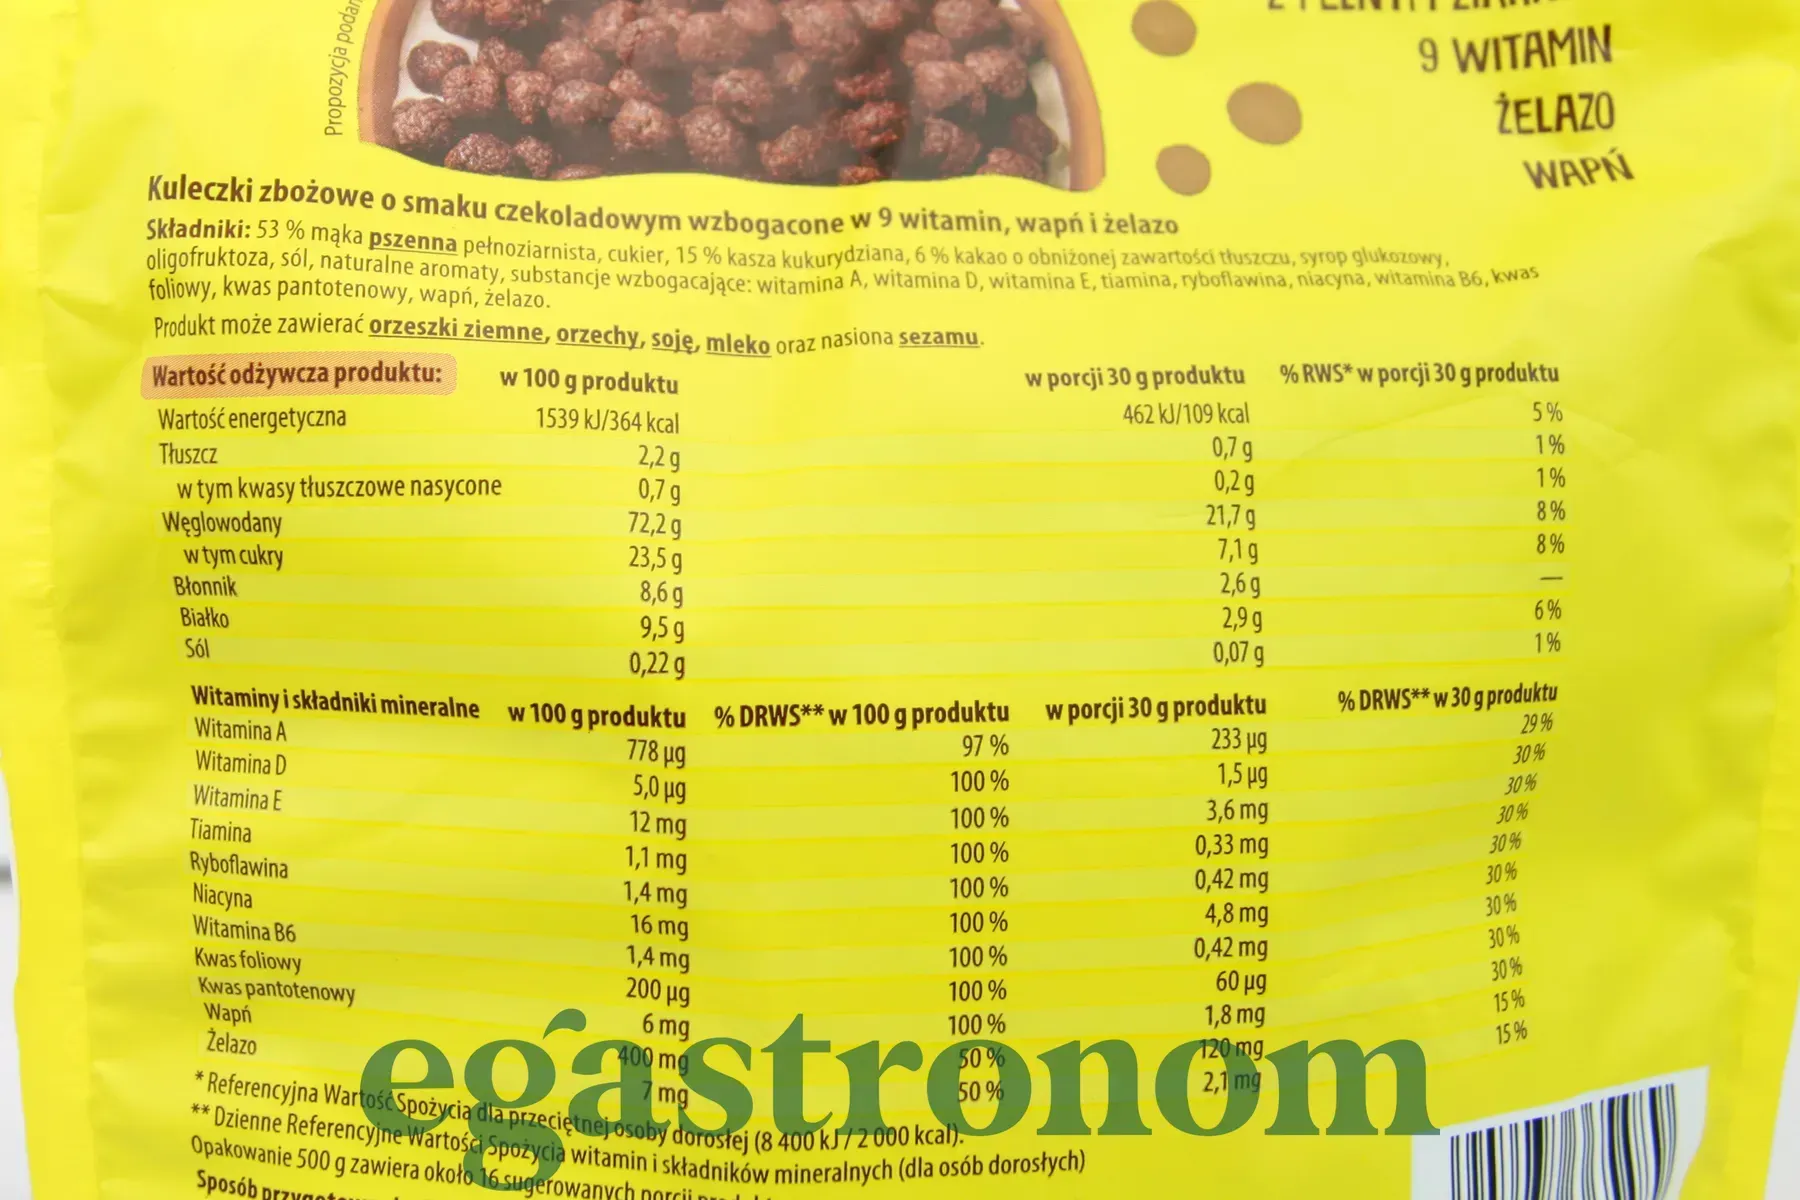 Propozycja
9 WITAMIN
ŻELAZO
WAPŃ
Kuleczki zbożowe o smaku czekoladowym wzbogacone w 9 witamin, wapń i żelazo
Składniki: 53 % mąka pszenna pełnoziarnista, cukier, 15 % kasza kukurydziana, 6 % kakao o obniżonej zawartości tłuszczu, syrop glukozowy,
oligofruktoza, sól, naturalne aromaty, substancje wzbogacające: witamina A, witamina D, witamina E, tiamina, ryboflawina, niacyna, witamina B6, kwas
foliowy, kwas pantotenowy, wapń, żelazo.
Produkt może zawierać orzeszki ziemne, orzechy, soję, mleko oraz nasiona sezamu.
Wartość odżywcza produktu: w 100 g produktu w porcji 30 g produktu % RWS* w porcji 30 g produktu
Wartość energetyczna 1539 kJ/364 kcal 462 kJ/109 kcal 5 %
Tłuszcz 2,2 g 0,7 g 1 %
w tym kwasy tłuszczowe nasycone 0,7 g 0,2 g 1 %
Węglowodany 72,2 g 21,7 g 8 %
w tym cukry 23,5 g 7,1 g 8 %
Błonnik 8,6 g 2,6 g —
Białko 9,5 g 2,9 g 6 %
Sól 0,22 g 0,07 g 1 %
Witaminy i składniki mineralne w 100 g produktu % DRWS** w 100 g produktu w porcji 30 g produktu % DRWS** w 30 g produktu
Witamina A 778 µg 97 % 233 µg 29 %
Witamina D 5,0 µg 100 % 1,5 µg 30 %
Witamina E 12 mg 100 % 3,6 mg 30 %
Tiamina 1,1 mg 100 % 0,33 mg 30 %
Ryboflawina 1,4 mg 100 % 0,42 mg 30 %
Niacyna 16 mg 100 % 4,8 mg 30 %
Witamina B6 1,4 mg 100 % 0,42 mg 30 %
Kwas foliowy 200 µg 100 % 60 µg 30 %
Kwas pantotenowy 6 mg 100 % 1,8 mg 30 %
Wapń 400 mg 50 % 120 mg 15 %
Żelazo 7 mg 50 % 2,1 mg 15 %
egastronom
* Referencyjna Wartość Spożycia dla przeciętnej osoby dorosłej (8 400 kJ / 2 000 kcal).
** Dzienne Referencyjne Wartości Spożycia witamin i składników mineralnych (dla osób dorosłych)
Opakowanie 500 g zawiera około 16 sugerowanych porcji
Sposób